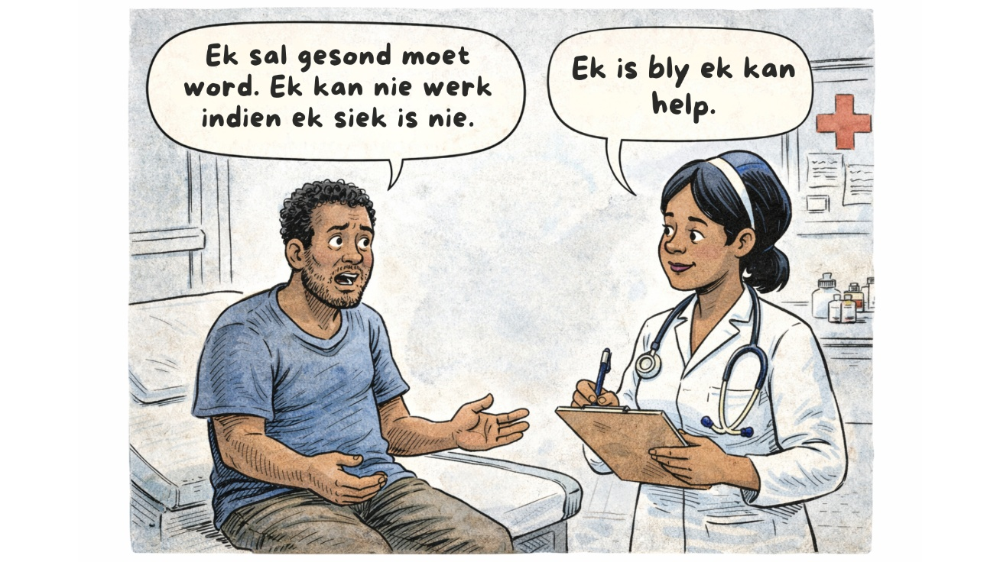 Ek sal gesond moet
word. Ek kan nie werk
indien ek siek is nie.
Ek is bly ek kan
help.